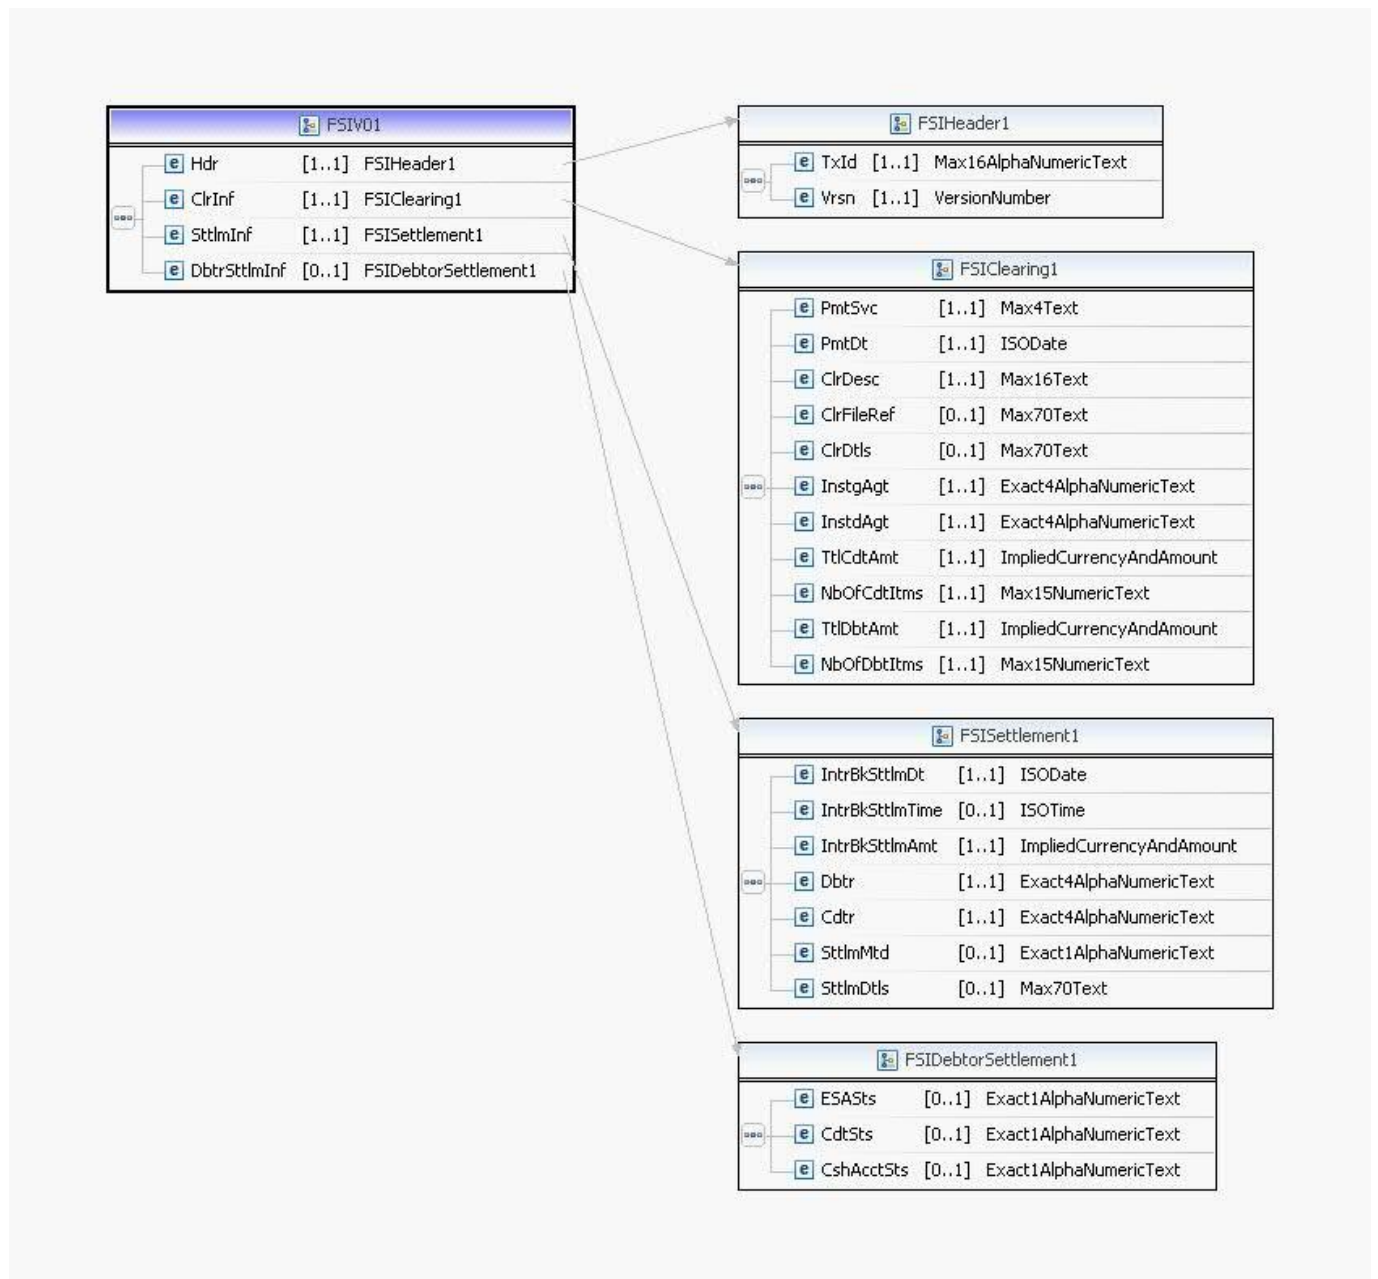 FSIV01
e Hdr [1..1] FSIHeader1
e ClrInf [1..1] FSIClearing1
e SttlmInf [1..1] FSISettlement1
e DbtrSttlmInf [0..1] FSIDebtorSettlement1
FSIHeader1
e TxId [1..1] Max16AlphaNumericText
e Vrsn [1..1] VersionNumber
FSIClearing1
e PmtSvc [1..1] Max4Text
e PmtDt [1..1] ISODate
e ClrDesc [1..1] Max16Text
e ClrFileRef [0..1] Max70Text
e ClrDtls [0..1] Max70Text
e InstgAgt [1..1] Exact4AlphaNumericText
e InstdAgt [1..1] Exact4AlphaNumericText
e TtlCdtAmt [1..1] ImpliedCurrencyAndAmount
e NbOfCdtItms [1..1] Max15NumericText
e TtlDbtAmt [1..1] ImpliedCurrencyAndAmount
e NbOfDbtItms [1..1] Max15NumericText
FSISettlement1
e IntrBkSttlmDt [1..1] ISODate
e IntrBkSttlmTime [0..1] ISOTime
e IntrBkSttlmAmt [1..1] ImpliedCurrencyAndAmount
e Dbtr [1..1] Exact4AlphaNumericText
e Cdtr [1..1] Exact4AlphaNumericText
e SttlmMtd [0..1] Exact1AlphaNumericText
e SttlmDtls [0..1] Max70Text
FSIDebtorSettlement1
e ESASts [0..1] Exact1AlphaNumericText
e CdtSts [0..1] Exact1AlphaNumericText
e CshAcctSts [0..1] Exact1AlphaNumericText